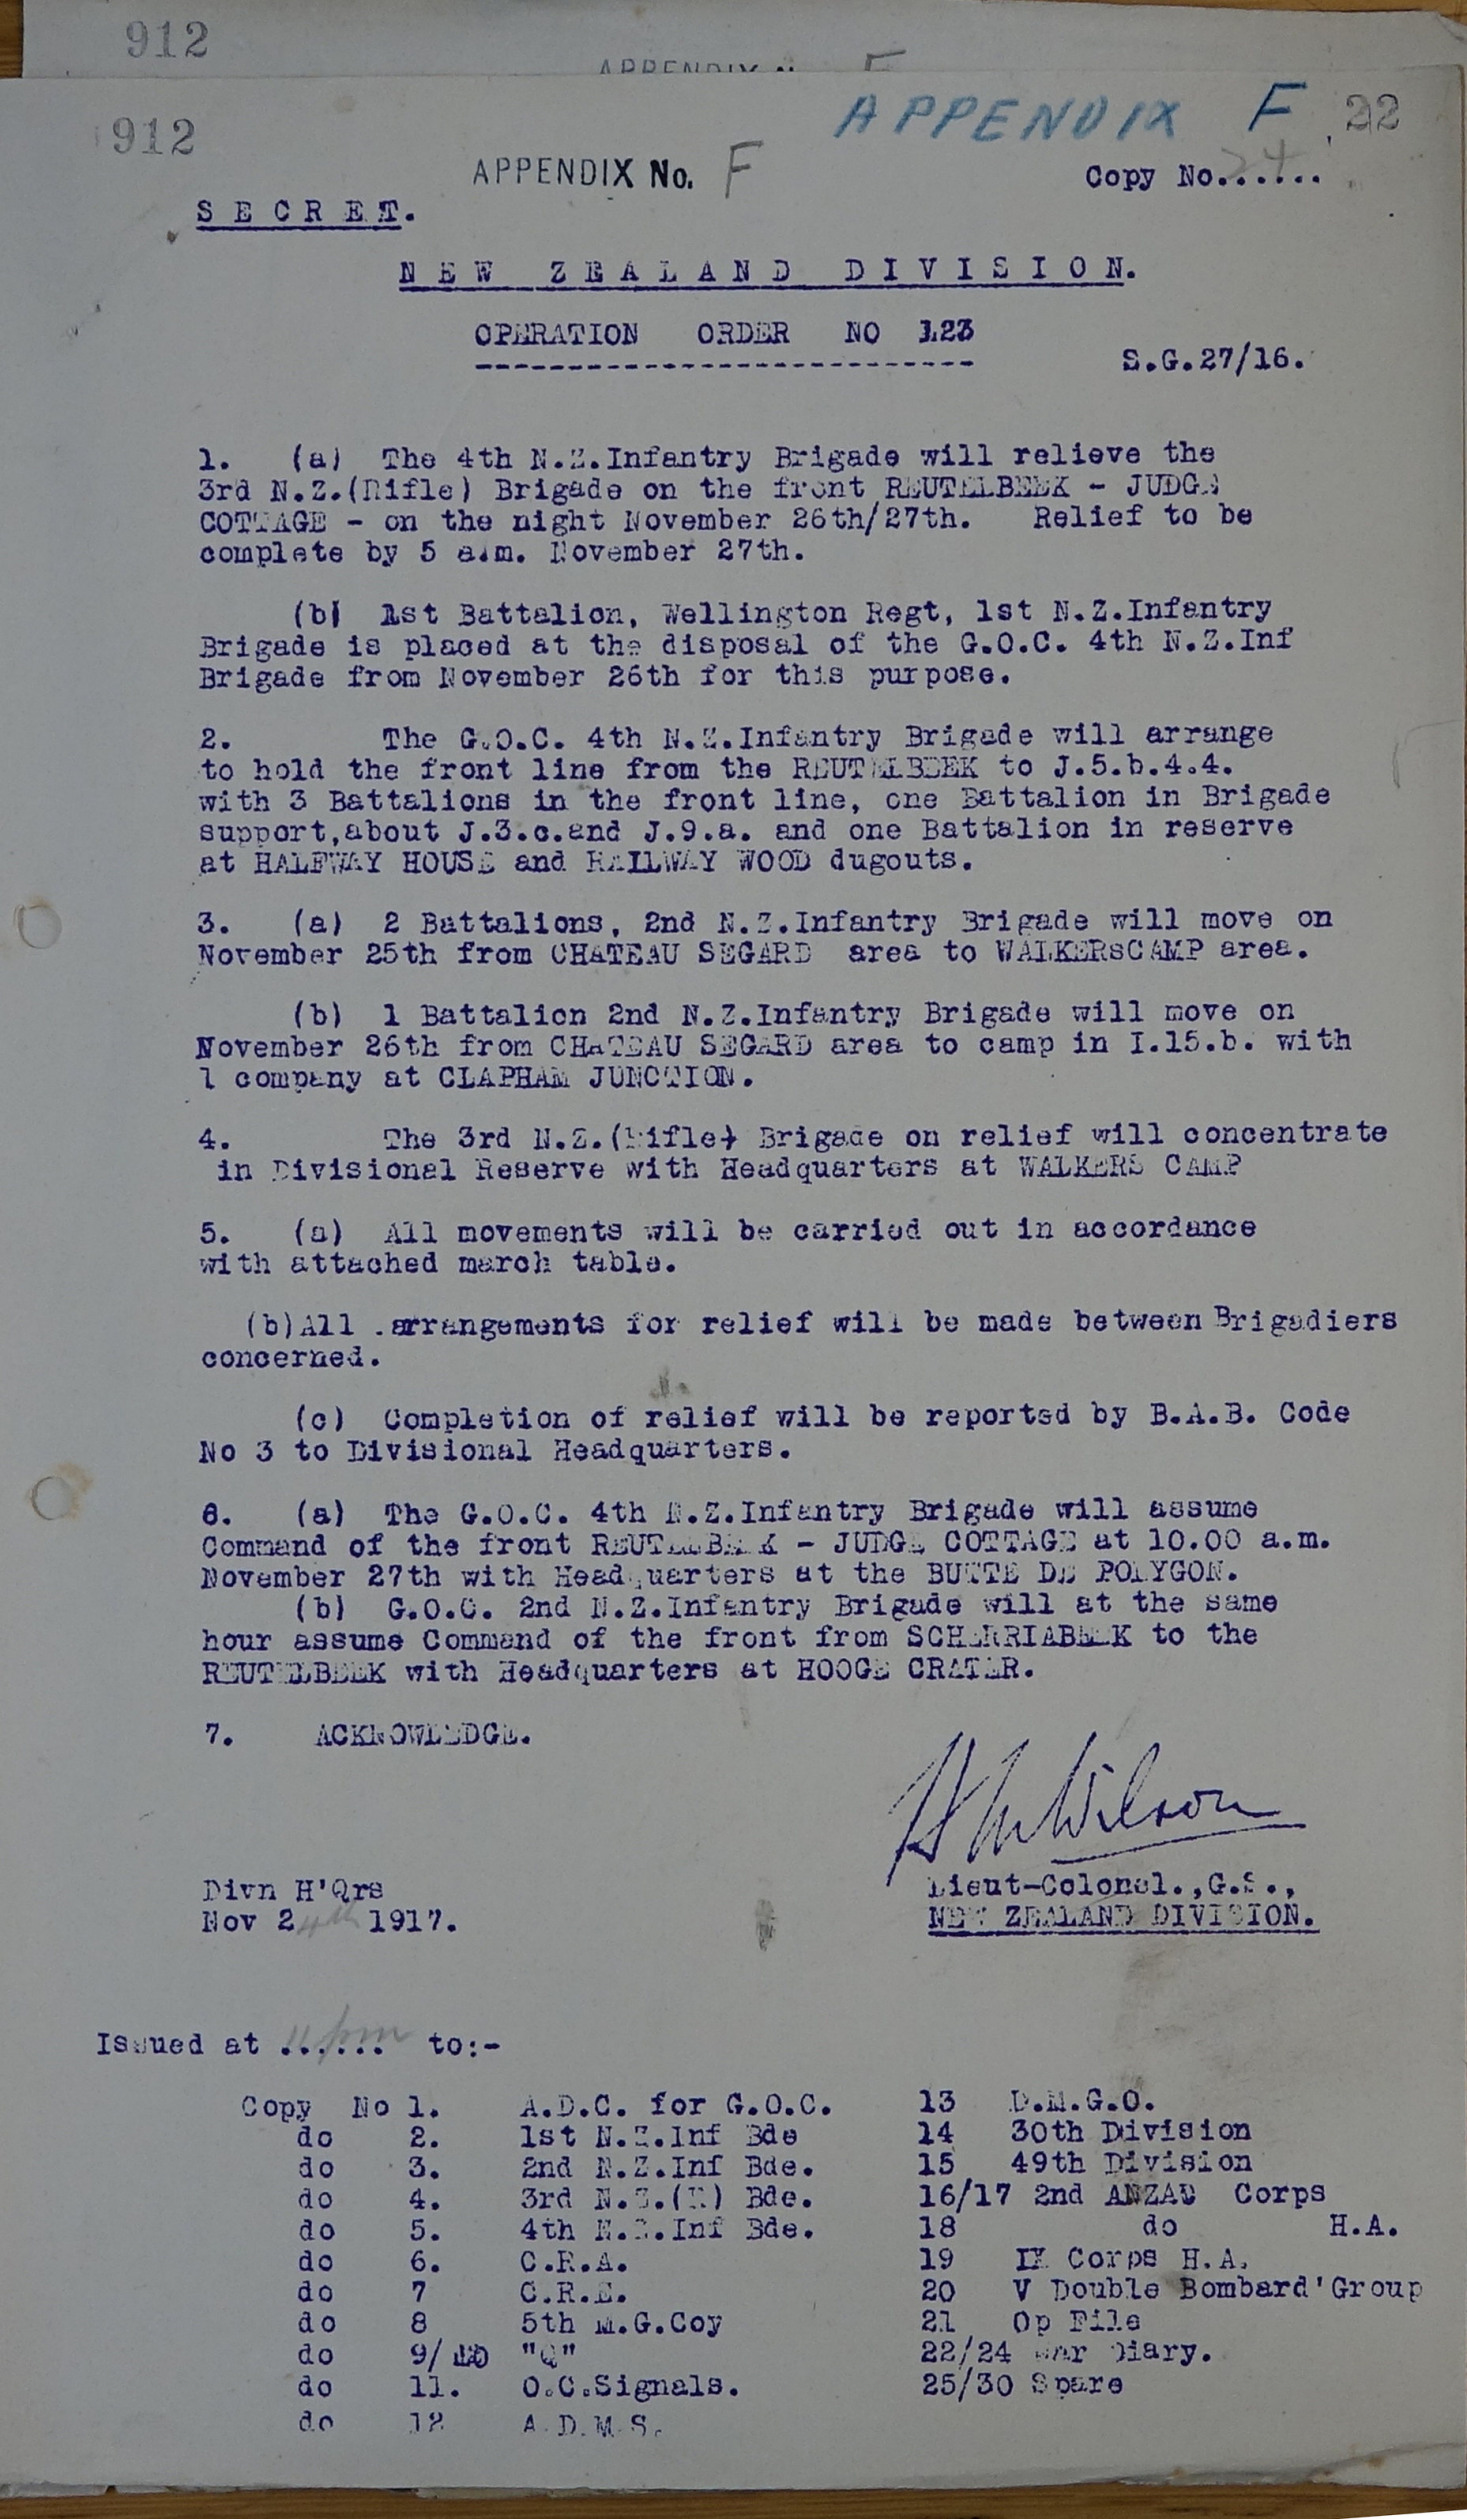 912
APPENDIX N. F
APPENDIX F 22
912
APPENDIX No. F
Copy No. 24
SECRET.
NEW ZEALAND DIVISION.
OPERATION ORDER NO 123
S.G.27/16.
1. (a) The 4th N.Z.Infantry Brigade will relieve the
3rd N.Z.(Rifle) Brigade on the front REUTELBEEK - JUDGE
COTTAGE - on the night November 26th/27th. Relief to be
complete by 5 a.m. November 27th.
(b) 1st Battalion, Wellington Regt, 1st N.Z.Infantry
Brigade is placed at the disposal of the G.O.C. 4th N.Z.Inf
Brigade from November 26th for this purpose.
2. The G.O.C. 4th N.Z.Infantry Brigade will arrange
to hold the front line from the REUTELBEEK to J.5.b.4.4.
with 3 Battalions in the front line, one Battalion in Brigade
support,about J.3.c.and J.9.a. and one Battalion in reserve
at HALFWAY HOUSE and RAILWAY WOOD dugouts.
3. (a) 2 Battalions, 2nd N.Z.Infantry Brigade will move on
November 25th from CHATEAU SEGARD area to WALKERSCAMP area.
(b) 1 Battalion 2nd N.Z.Infantry Brigade will move on
November 26th from CHATEAU SEGARD area to camp in I.15.b. with
1 company at CLAPHAM JUNCTION.
4. The 3rd N.Z.(Rifle) Brigade on relief will concentrate
in Divisional Reserve with Headquarters at WALKERS CAMP
5. (a) All movements will be carried out in accordance
with attached march table.
(b)All .arrangements for relief will be made between Brigadiers
concerned.
(c) Completion of relief will be reported by B.A.B. Code
No 3 to Divisional Headquarters.
6. (a) The G.O.C. 4th N.Z.Infantry Brigade will assume
Command of the front REUTELBEEK - JUDGE COTTAGE at 10.00 a.m.
November 27th with Headquarters at the BUTTE DE POLYGON.
(b) G.O.C. 2nd N.Z.Infantry Brigade will at the same
hour assume Command of the front from SCHERRIABEEK to the
REUTELBEEK with Headquarters at HOOGE CRATER.
7. ACKNOWLEDGE.
H M Wilson
Divn H'Qrs
Lieut-Colonel.,G.S.,
Nov 24th 1917.
NEW ZEALAND DIVISION.
Issued at 11 pm to:-
Copy No 1. A.D.C. for G.O.C. 13 D.M.G.O.
do 2. 1st N.Z.Inf Bde 14 30th Division
do 3. 2nd N.Z.Inf Bde. 15 49th Division
do 4. 3rd N.Z.(R) Bde. 16/17 2nd ANZAC Corps
do 5. 4th N.Z.Inf Bde. 18 do H.A.
do 6. C.R.A. 19 IX Corps H.A.
do 7 C.R.E. 20 V Double Bombard'Group
do 8 5th M.G.Coy 21 Op File
do 9/10 "Q" 22/24 War Diary.
do 11. O.C.Signals. 25/30 Spare
do 12 A.D.M.S.